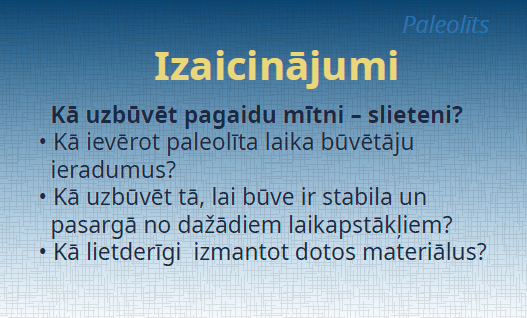 Paleolīts
Izaicinājumi
Kā uzbūvēt pagaidu mītni – slieteni?
• Kā ievērot paleolīta laika būvētāju
ieradumus?
• Kā uzbūvēt tā, lai būve ir stabila un
pasargā no dažādiem laikapstākļiem?
• Kā lietderīgi  izmantot dotos materiālus?